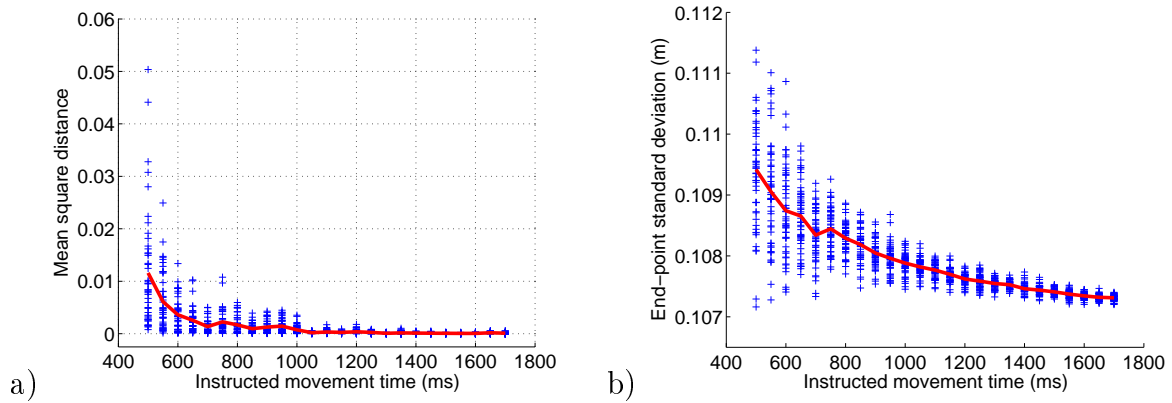 0.06
0.05
0.04
0.03
0.02
0.01
0
Mean square distance
400 600 800 1000 1200 1400 1600 1800
Instructed movement time (ms)
a)
0.112
0.111
0.11
0.109
0.108
0.107
End-point standard deviation (m)
400 600 800 1000 1200 1400 1600 1800
Instructed movement time (ms)
b)